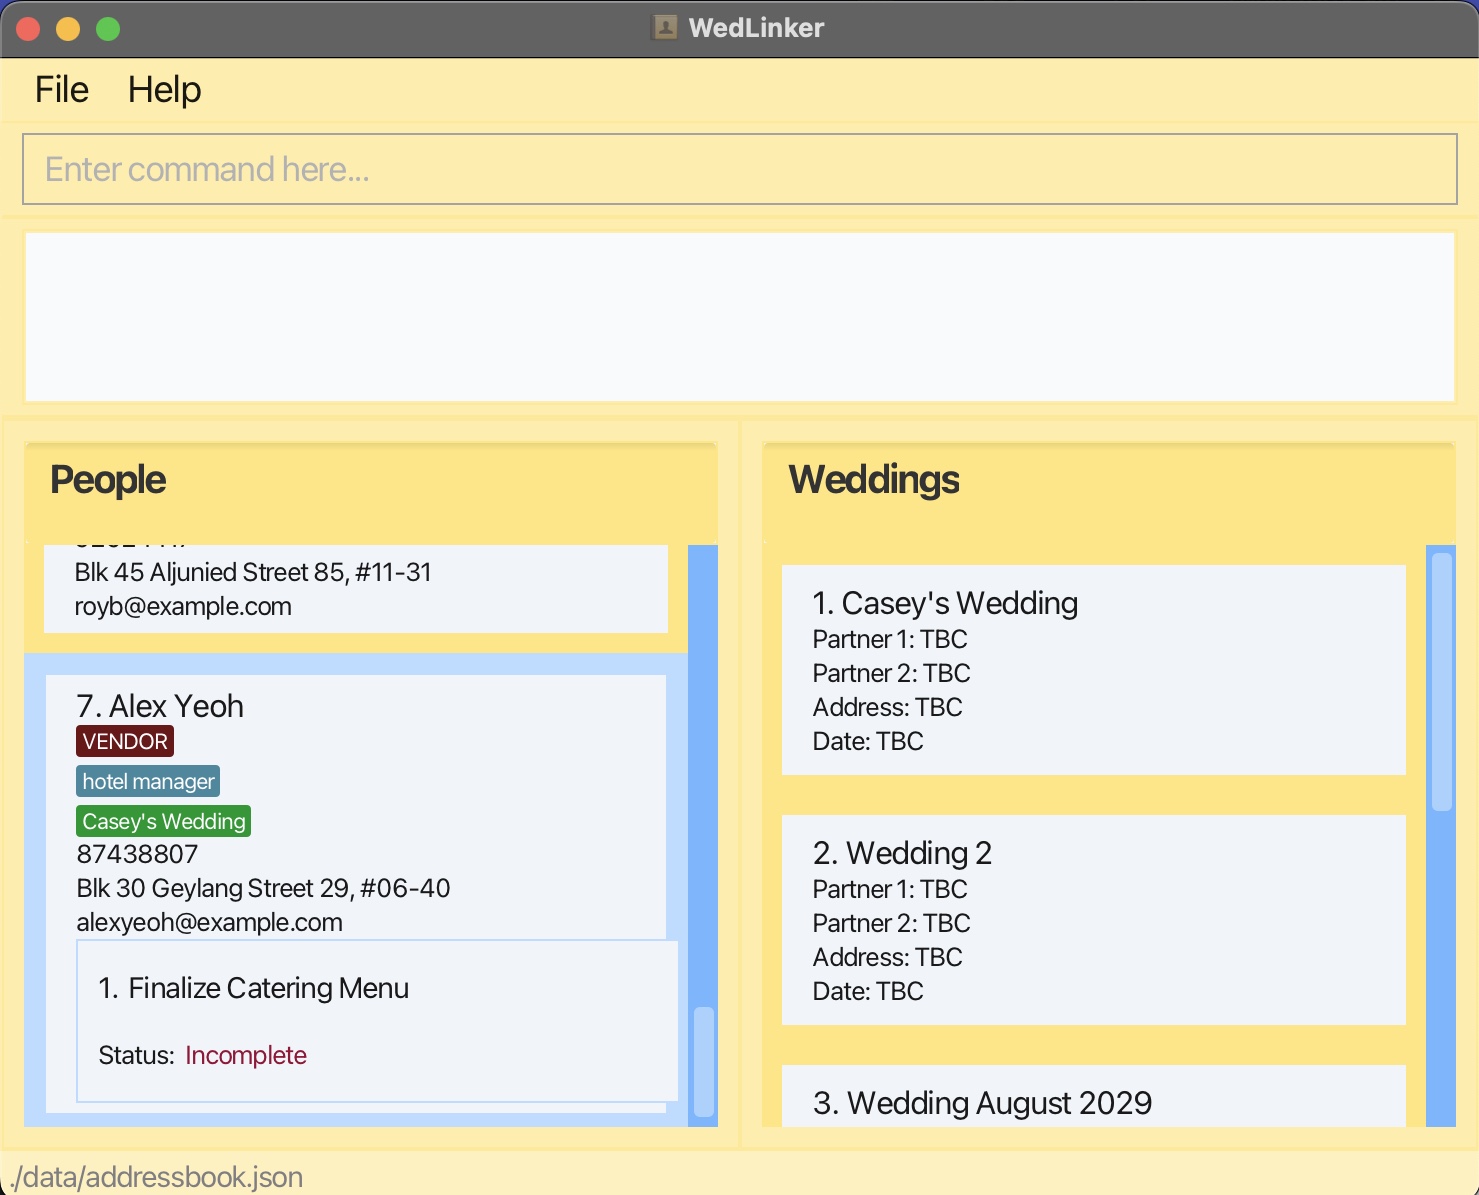 WedLinker
File Help
Enter command here...
People
Blk 45 Aljunied Street 85, #11-31
royb@example.com
7. Alex Yeoh
VENDOR
hotel manager
Casey's Wedding
87438807
Blk 30 Geylang Street 29, #06-40
alexyeoh@example.com
1. Finalize Catering Menu
Status: Incomplete
Weddings
1. Casey's Wedding
Partner 1: TBC
Partner 2: TBC
Address: TBC
Date: TBC
2. Wedding 2
Partner 1: TBC
Partner 2: TBC
Address: TBC
Date: TBC
3. Wedding August 2029
./data/addressbook.json